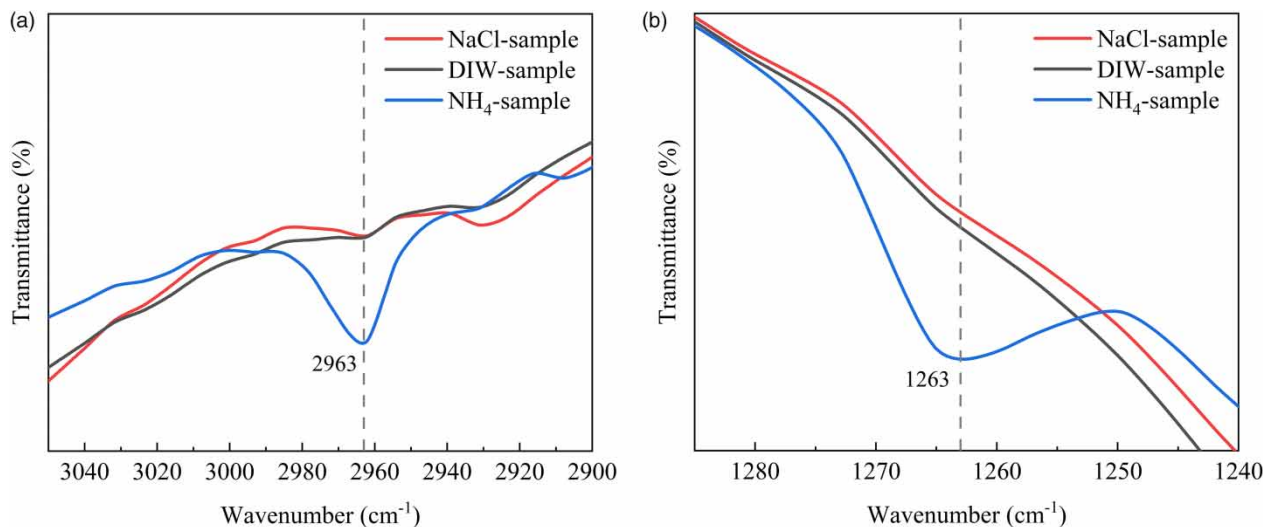 (a)
NaCl-sample
DIW-sample
NH₄-sample
Transmittance (%)
2963
3040 3020 3000 2980 2960 2940 2920 2900
Wavenumber (cm⁻¹)
(b)
NaCl-sample
DIW-sample
NH₄-sample
Transmittance (%)
1263
1280 1270 1260 1250 1240
Wavenumber (cm⁻¹)